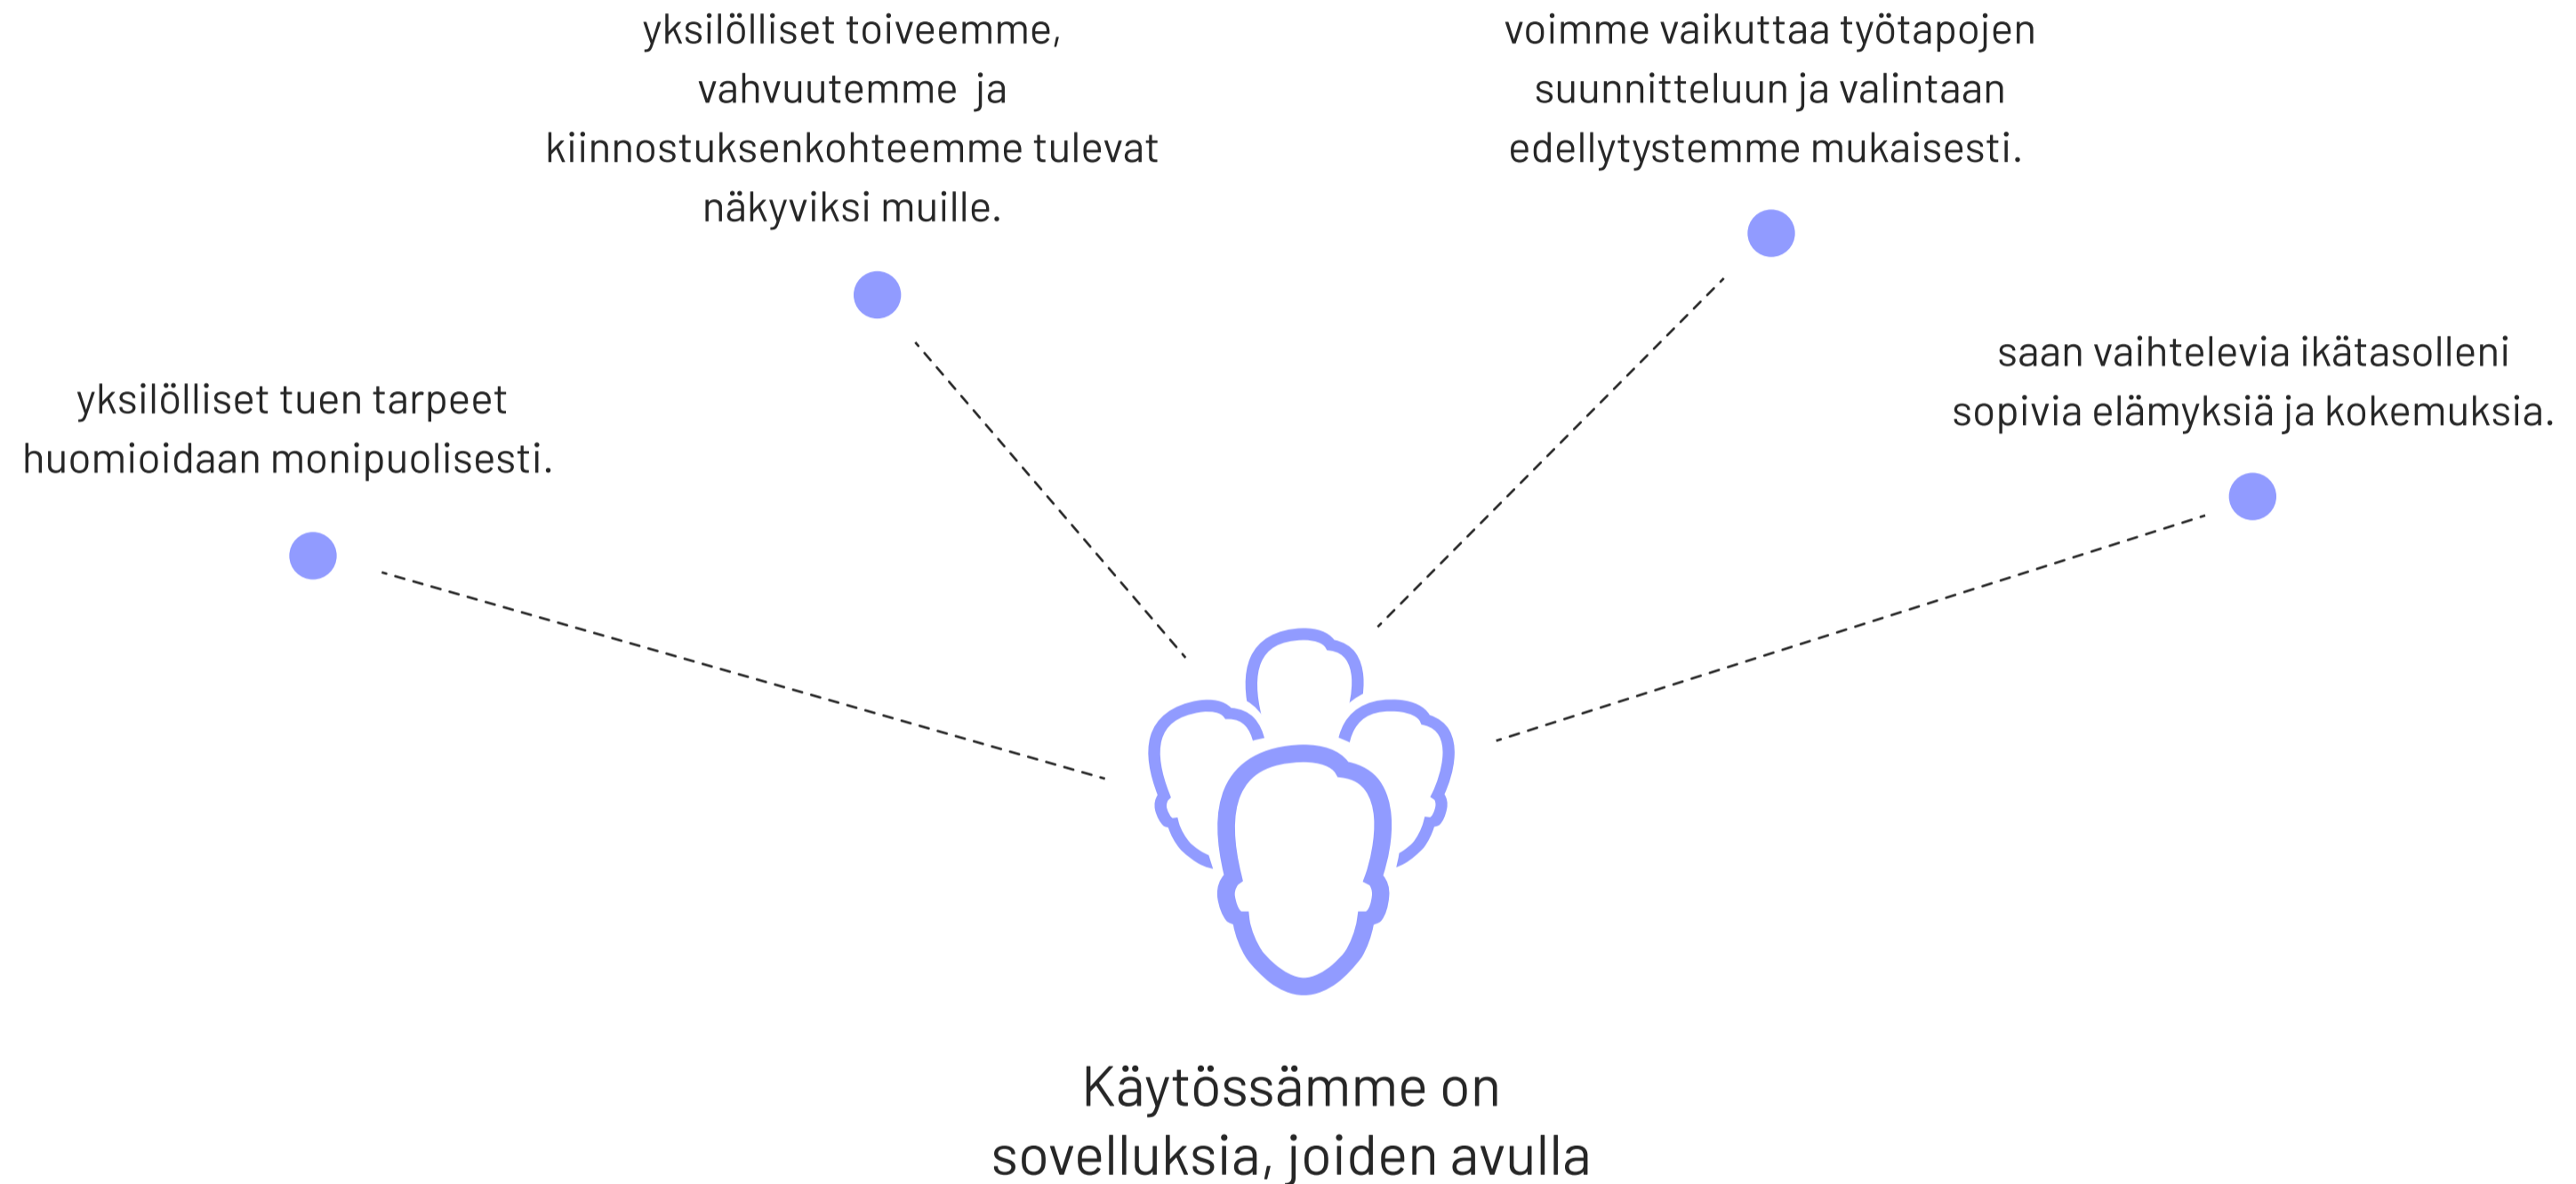 yksilölliset toiveemme,
vahvuutemme ja
kiinnostuksenkohteemme tulevat
näkyviksi muille.
voimme vaikuttaa työtapojen
suunnitteluun ja valintaan
edellytystemme mukaisesti.
yksilölliset tuen tarpeet
huomioidaan monipuolisesti.
saan vaihtelevia ikätasolleni
sopivia elämyksiä ja kokemuksia.
Käytössämme on
sovelluksia, joiden avulla